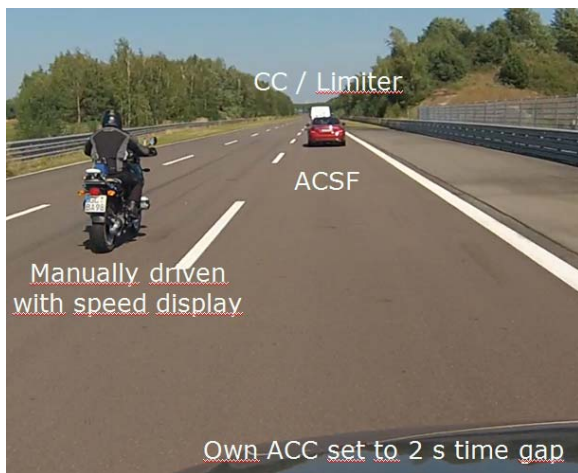 CC / Limiter
ACSF
Manually driven
with speed display
Own ACC set to 2 s time gap